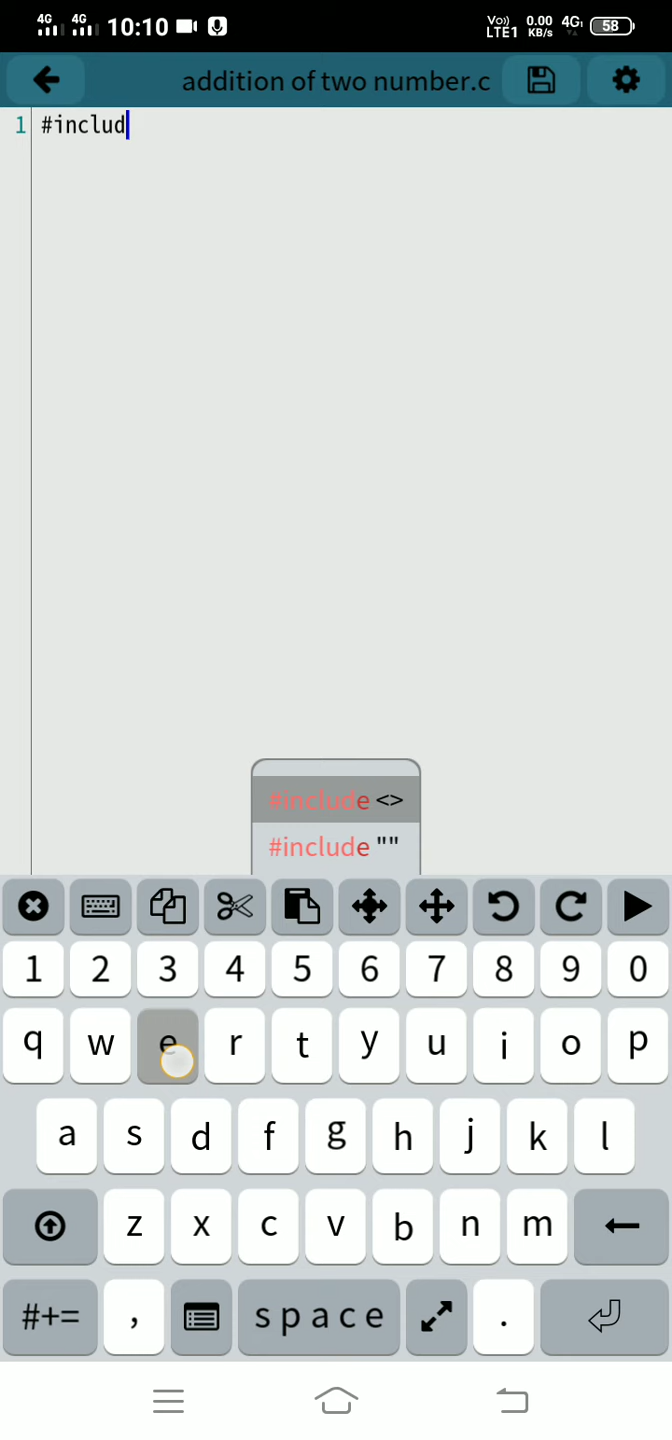 4G 4G 10:10 Vo)) LTE1 0.00 KB/s 4G 58
addition of two number.c
1 #includ
#include <>
#include ""
1 2 3 4 5 6 7 8 9 0
q w e r t y u i o p
a s d f g h j k l
z x c v b n m
#+= , space .